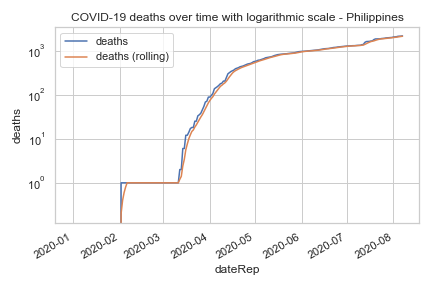 COVID-19 deaths over time with logarithmic scale - Philippines
deaths
deaths (rolling)
10³
10²
10¹
10⁰
deaths
2020-01
2020-02
2020-03
2020-04
2020-05
2020-06
2020-07
2020-08
dateRep